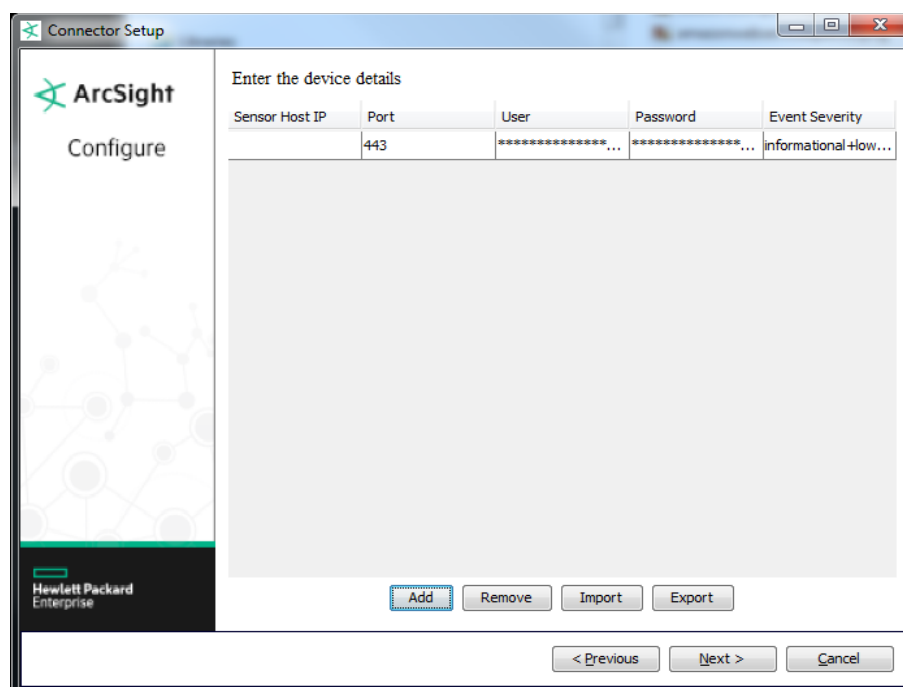 Connector Setup
ArcSight
Configure
Enter the device details
Sensor Host IP Port User Password Event Severity
443 **************... **************... informational+low...
Hewlett Packard
Enterprise
Add Remove Import Export
< Previous Next > Cancel